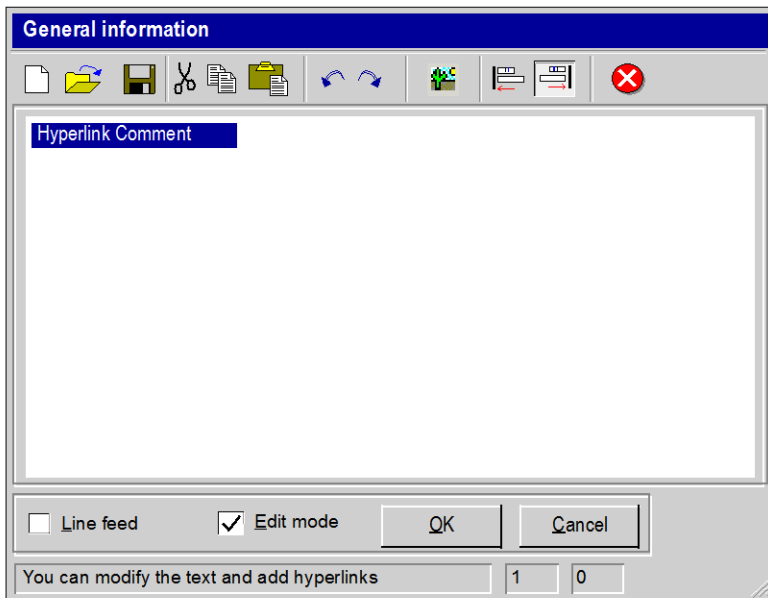 General information
Hyperlink Comment
Line feed Edit mode OK Cancel
You can modify the text and add hyperlinks 1 0